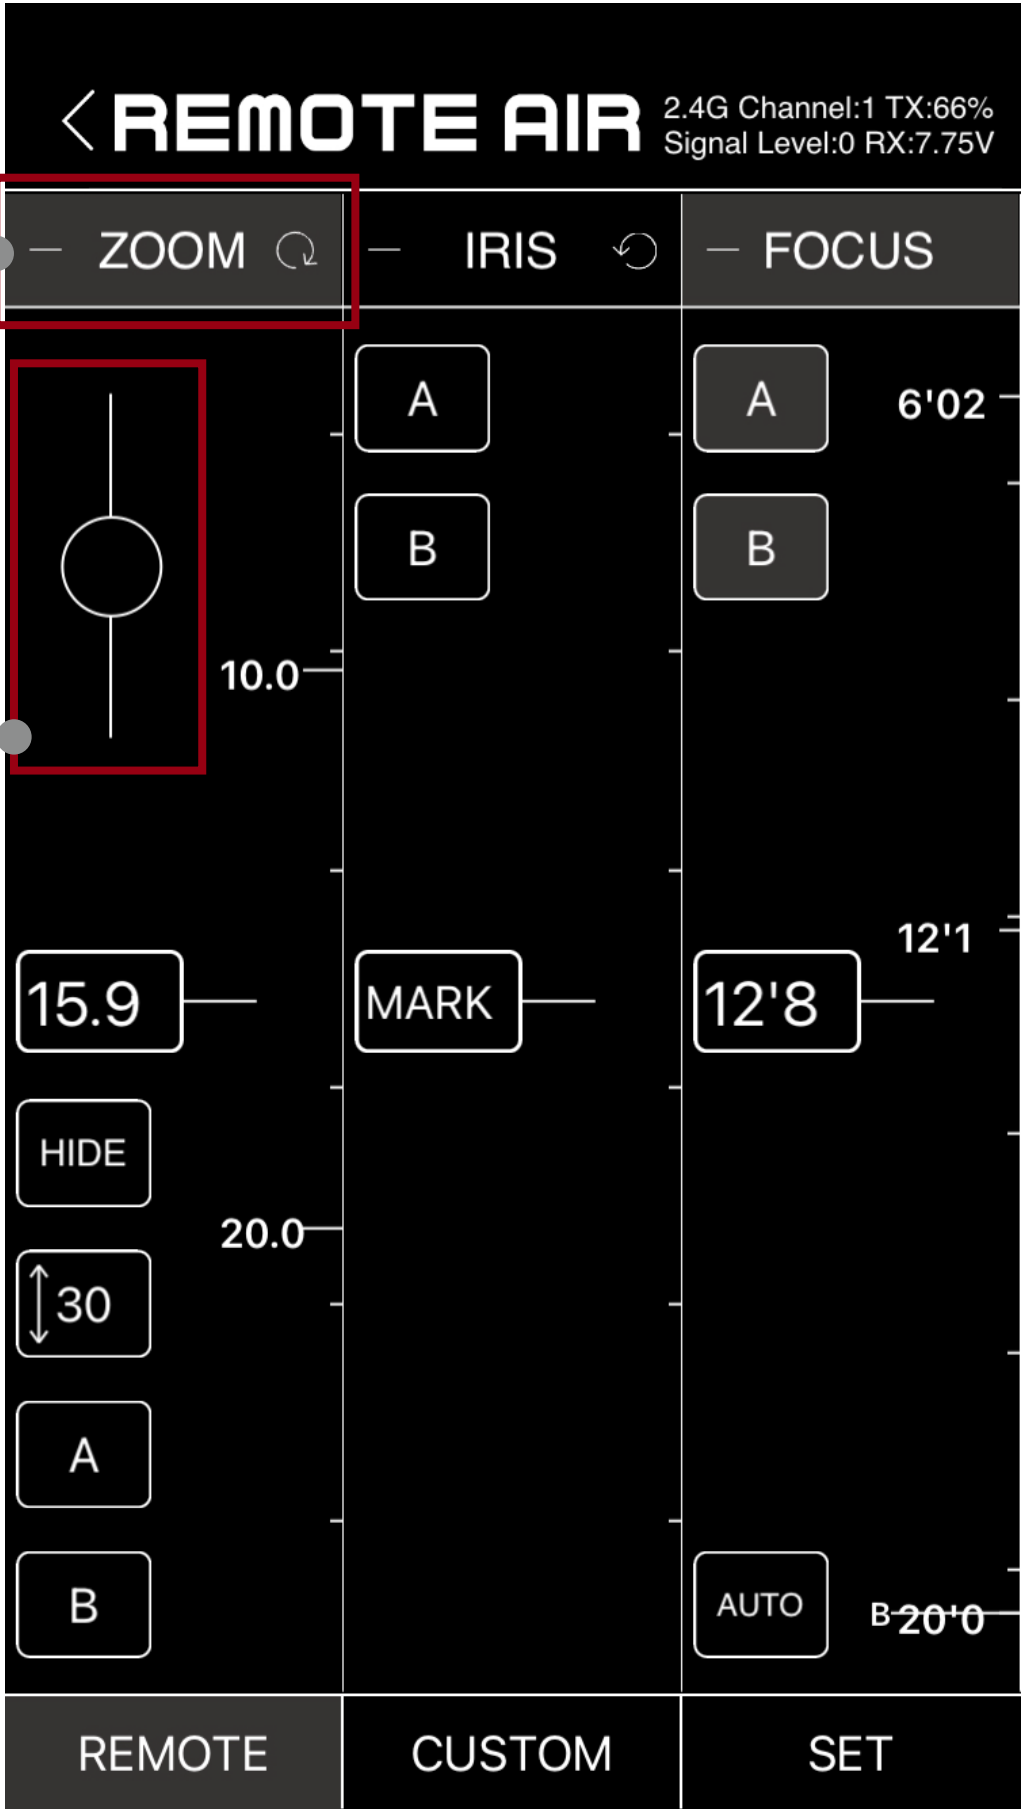 REMOTE AIR
2.4G Channel:1 TX:66%
Signal Level:0 RX:7.75V
ZOOM
IRIS
FOCUS
A
A
6'02
B
B
10.0
12'1
15.9
MARK
12'8
HIDE
20.0
30
A
B
AUTO
B 20'0
REMOTE
CUSTOM
SET